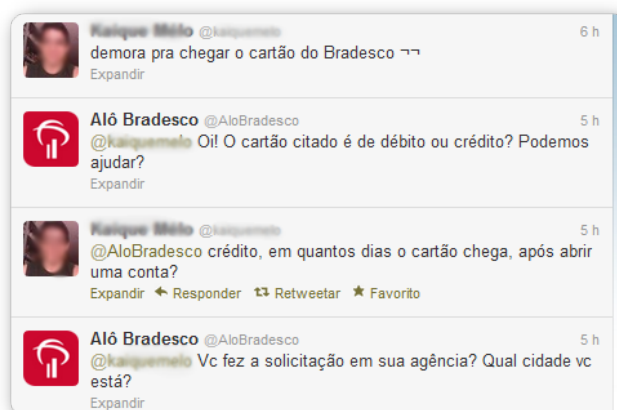 6 h
demora pra chegar o cartão do Bradesco ¬¬
Expandir
Alô Bradesco @AloBradesco 5 h
Oi! O cartão citado é de débito ou crédito? Podemos
ajudar?
Expandir
5 h
@AloBradesco crédito, em quantos dias o cartão chega, após abrir
uma conta?
Expandir Responder Retweetar Favorito
Alô Bradesco @AloBradesco 5 h
Vc fez a solicitação em sua agência? Qual cidade vc
está?
Expandir